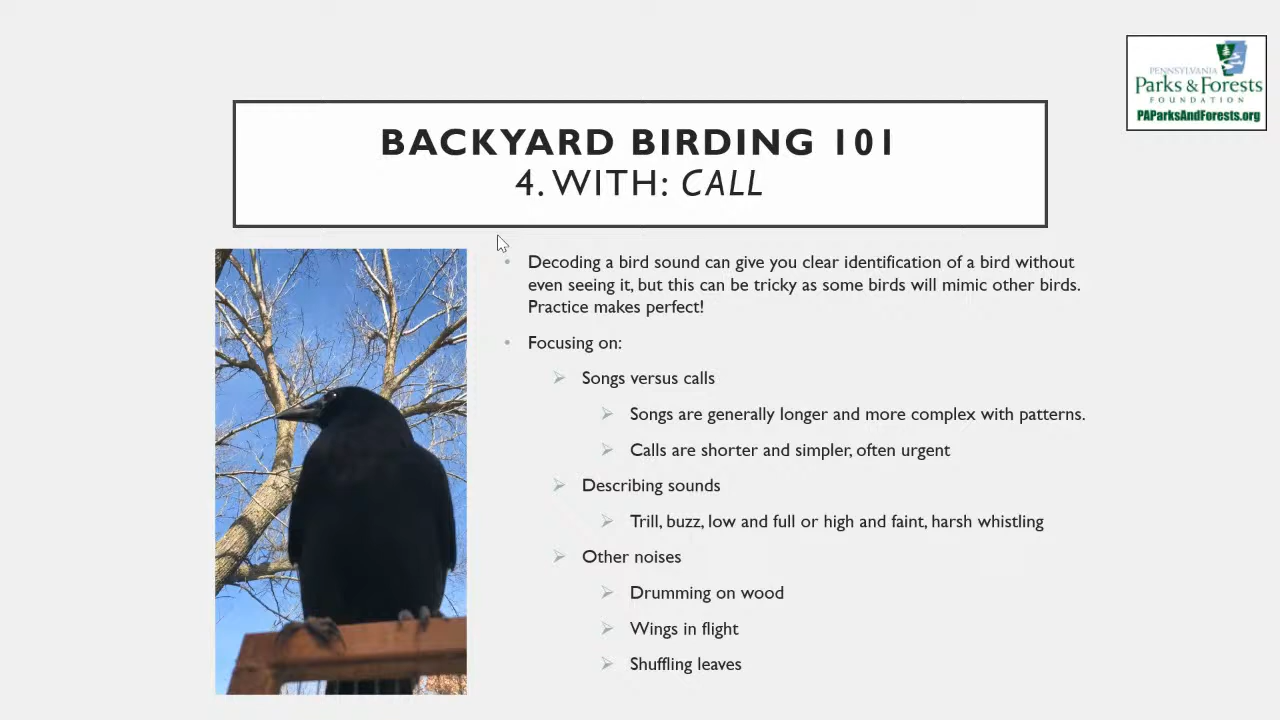 PENNSYLVANIA
Parks & Forests
FOUNDATION
PAParksAndForests.org
BACKYARD BIRDING 101
4. WITH: CALL
Decoding a bird sound can give you clear identification of a bird without
even seeing it, but this can be tricky as some birds will mimic other birds.
Practice makes perfect!
Focusing on:
Songs versus calls
Songs are generally longer and more complex with patterns.
Calls are shorter and simpler, often urgent
Describing sounds
Trill, buzz, low and full or high and faint, harsh whistling
Other noises
Drumming on wood
Wings in flight
Shuffling leaves